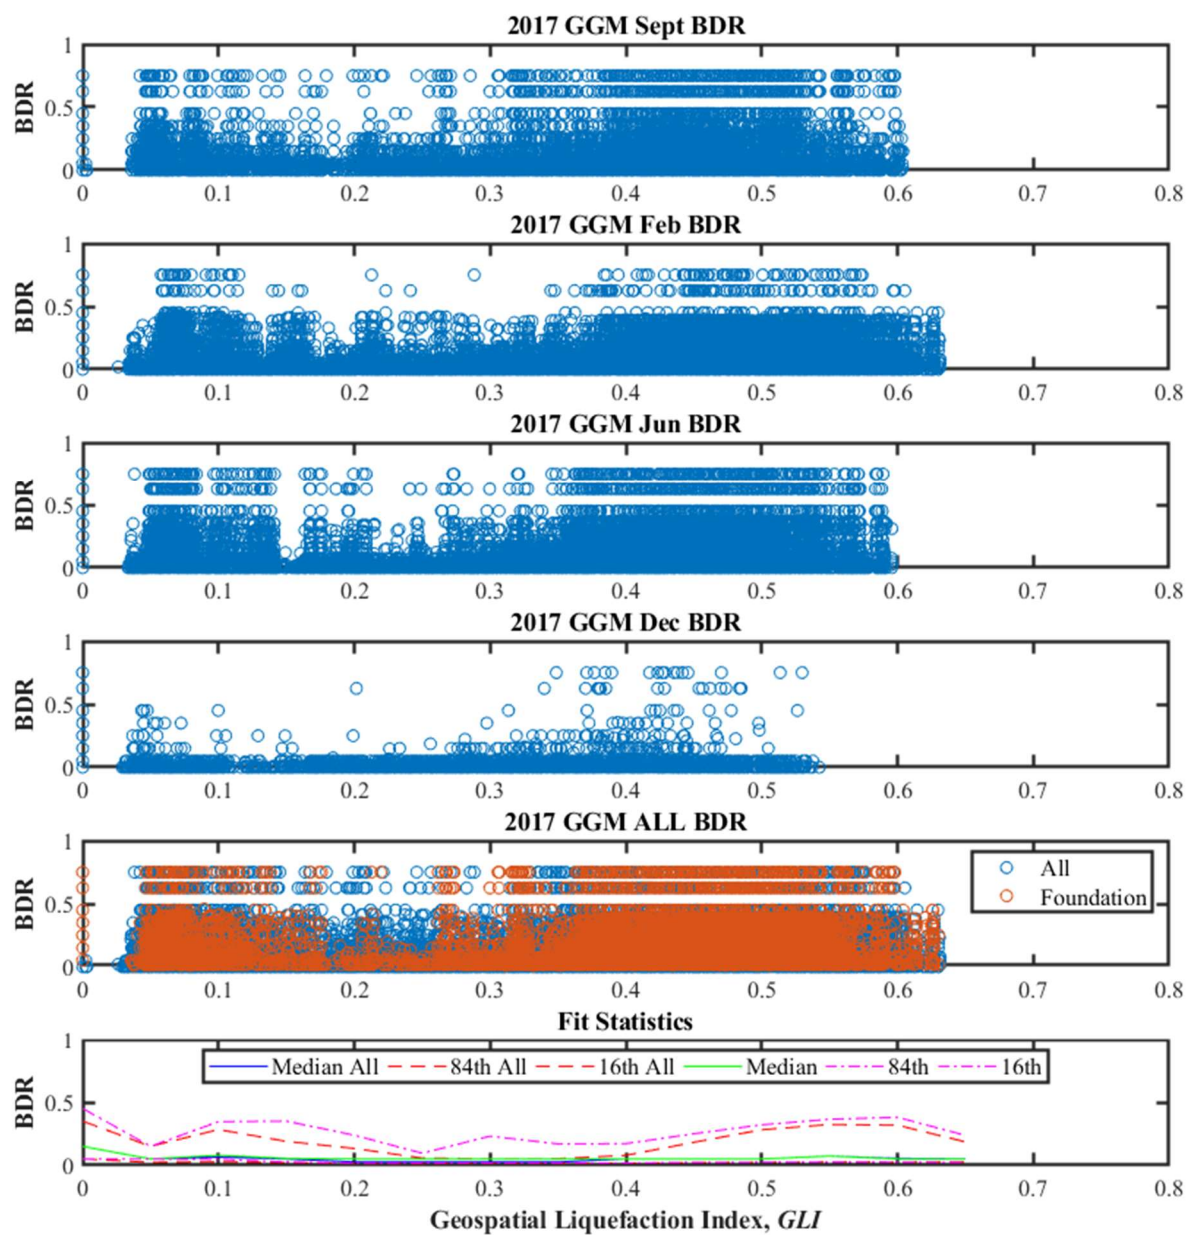 2017 GGM Sept BDR
1
0.5
0
BDR
0 0.1 0.2 0.3 0.4 0.5 0.6 0.7 0.8
2017 GGM Feb BDR
1
0.5
0
BDR
0 0.1 0.2 0.3 0.4 0.5 0.6 0.7 0.8
2017 GGM Jun BDR
1
0.5
0
BDR
0 0.1 0.2 0.3 0.4 0.5 0.6 0.7 0.8
2017 GGM Dec BDR
1
0.5
0
BDR
0 0.1 0.2 0.3 0.4 0.5 0.6 0.7 0.8
2017 GGM ALL BDR
1
0.5
0
BDR
All
Foundation
0 0.1 0.2 0.3 0.4 0.5 0.6 0.7 0.8
Fit Statistics
1
0.5
0
BDR
Median All 84th All 16th All Median 84th 16th
0 0.1 0.2 0.3 0.4 0.5 0.6 0.7 0.8
Geospatial Liquefaction Index, GLI